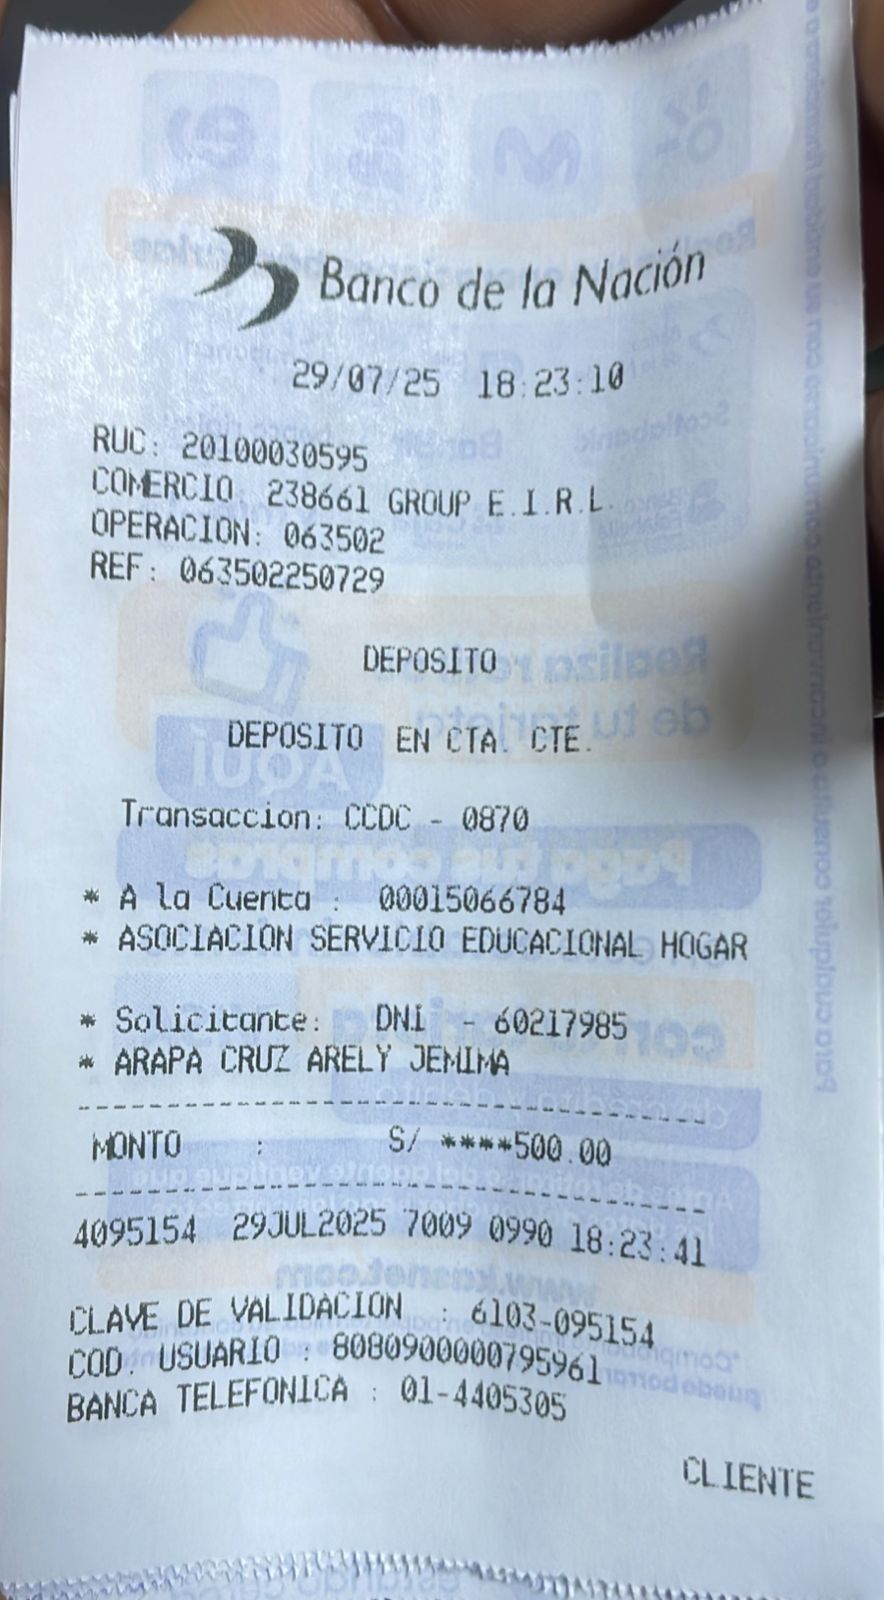 Banco de la Nación
29/07/25 18:23:10
RUC: 20100030595
COMERCIO: 238661 GROUP E.I.R.L.
OPERACION: 063502
REF: 063502250729
DEPOSITO
DEPOSITO EN CTA. CTE.
Transaccion: CCDC - 0870
* A la Cuenta : 00015066784
* ASOCIACION SERVICIO EDUCACIONAL HOGAR
* Solicitante: DNI - 60217985
* ARAPA CRUZ ARELY JEMIMA
MONTO : S/ ****500.00
4095154 29JUL2025 7009 0990 18:23:41
CLAVE DE VALIDACION : 6103-095154
COD. USUARIO : 8080900000795961
BANCA TELEFONICA : 01-4405305
CLIENTE